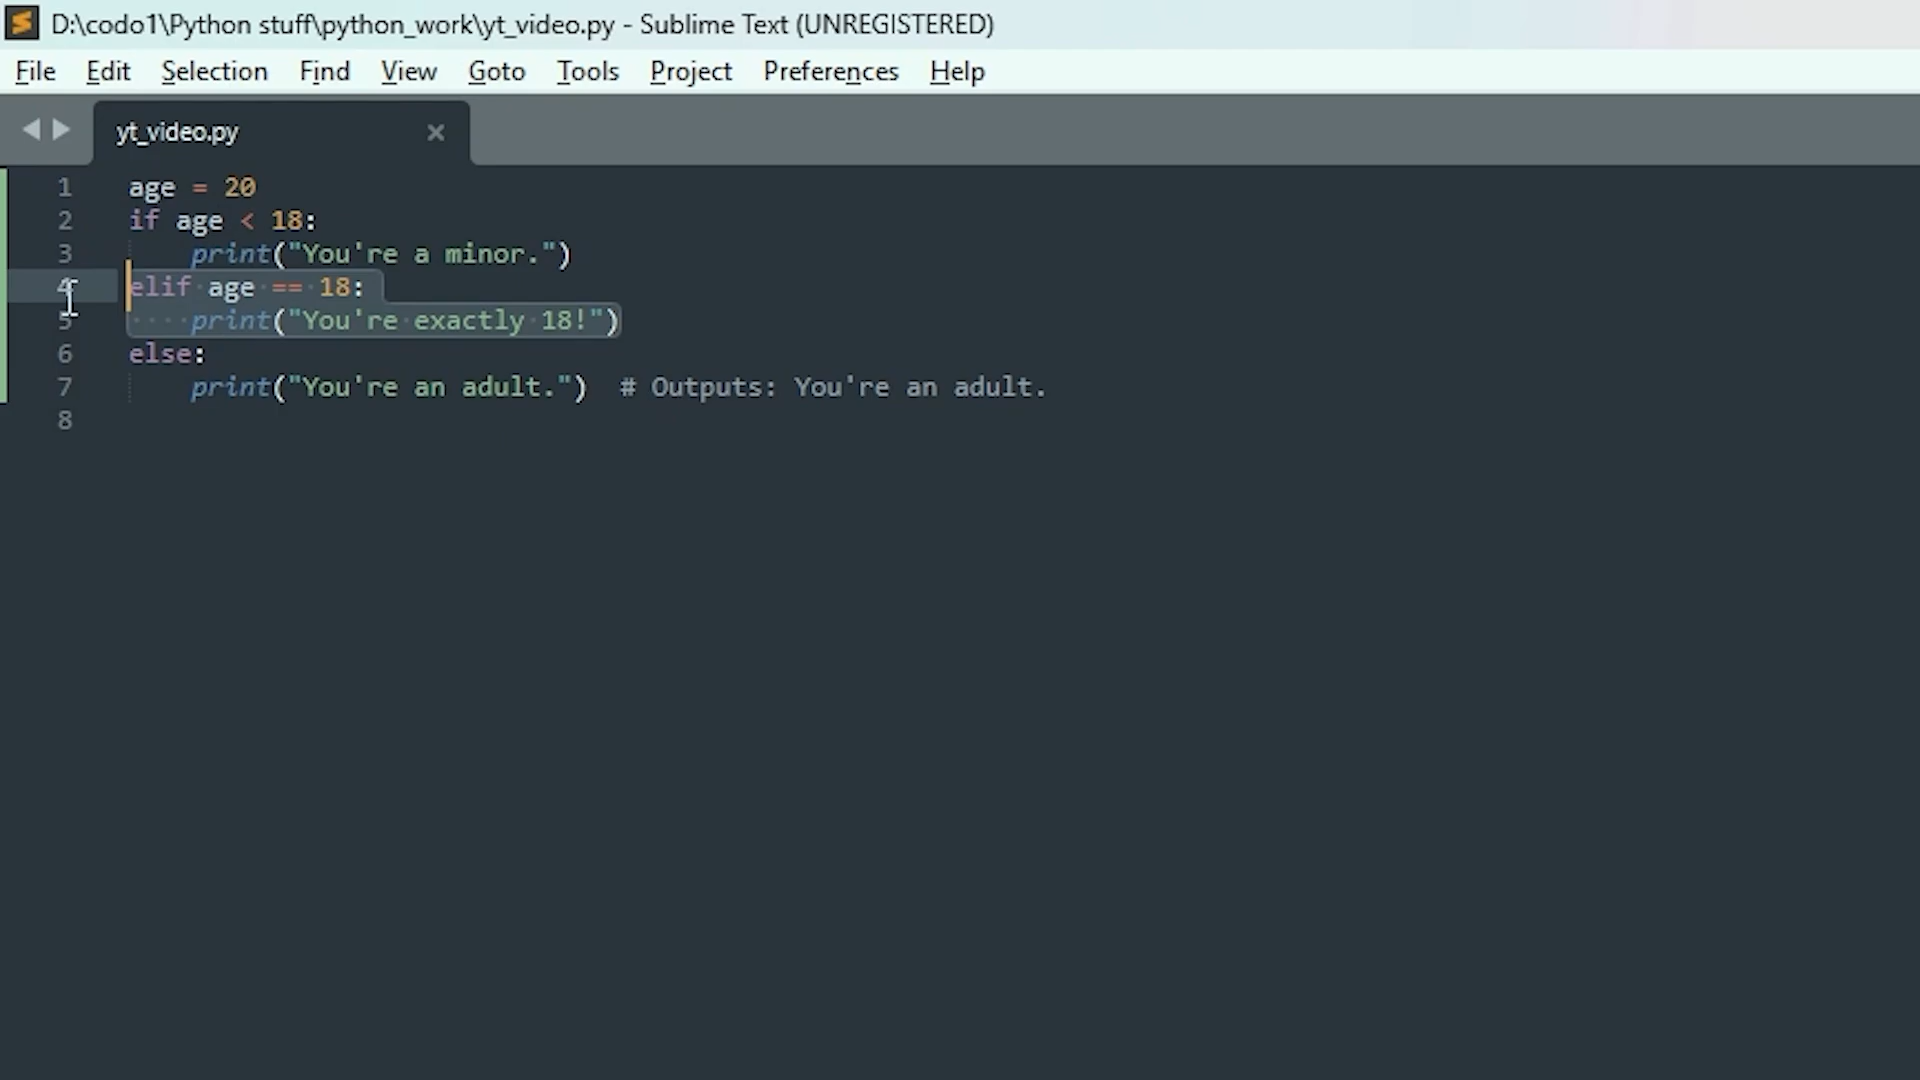 D:\codo1\Python stuff\python_work\yt_video.py - Sublime Text (UNREGISTERED)
File Edit Selection Find View Goto Tools Project Preferences Help
yt_video.py
1 age = 20
2 if age < 18:
3     print("You're a minor.")
4 elif age == 18:
5     print("You're exactly 18!")
6 else:
7     print("You're an adult.")  # Outputs: You're an adult.
8